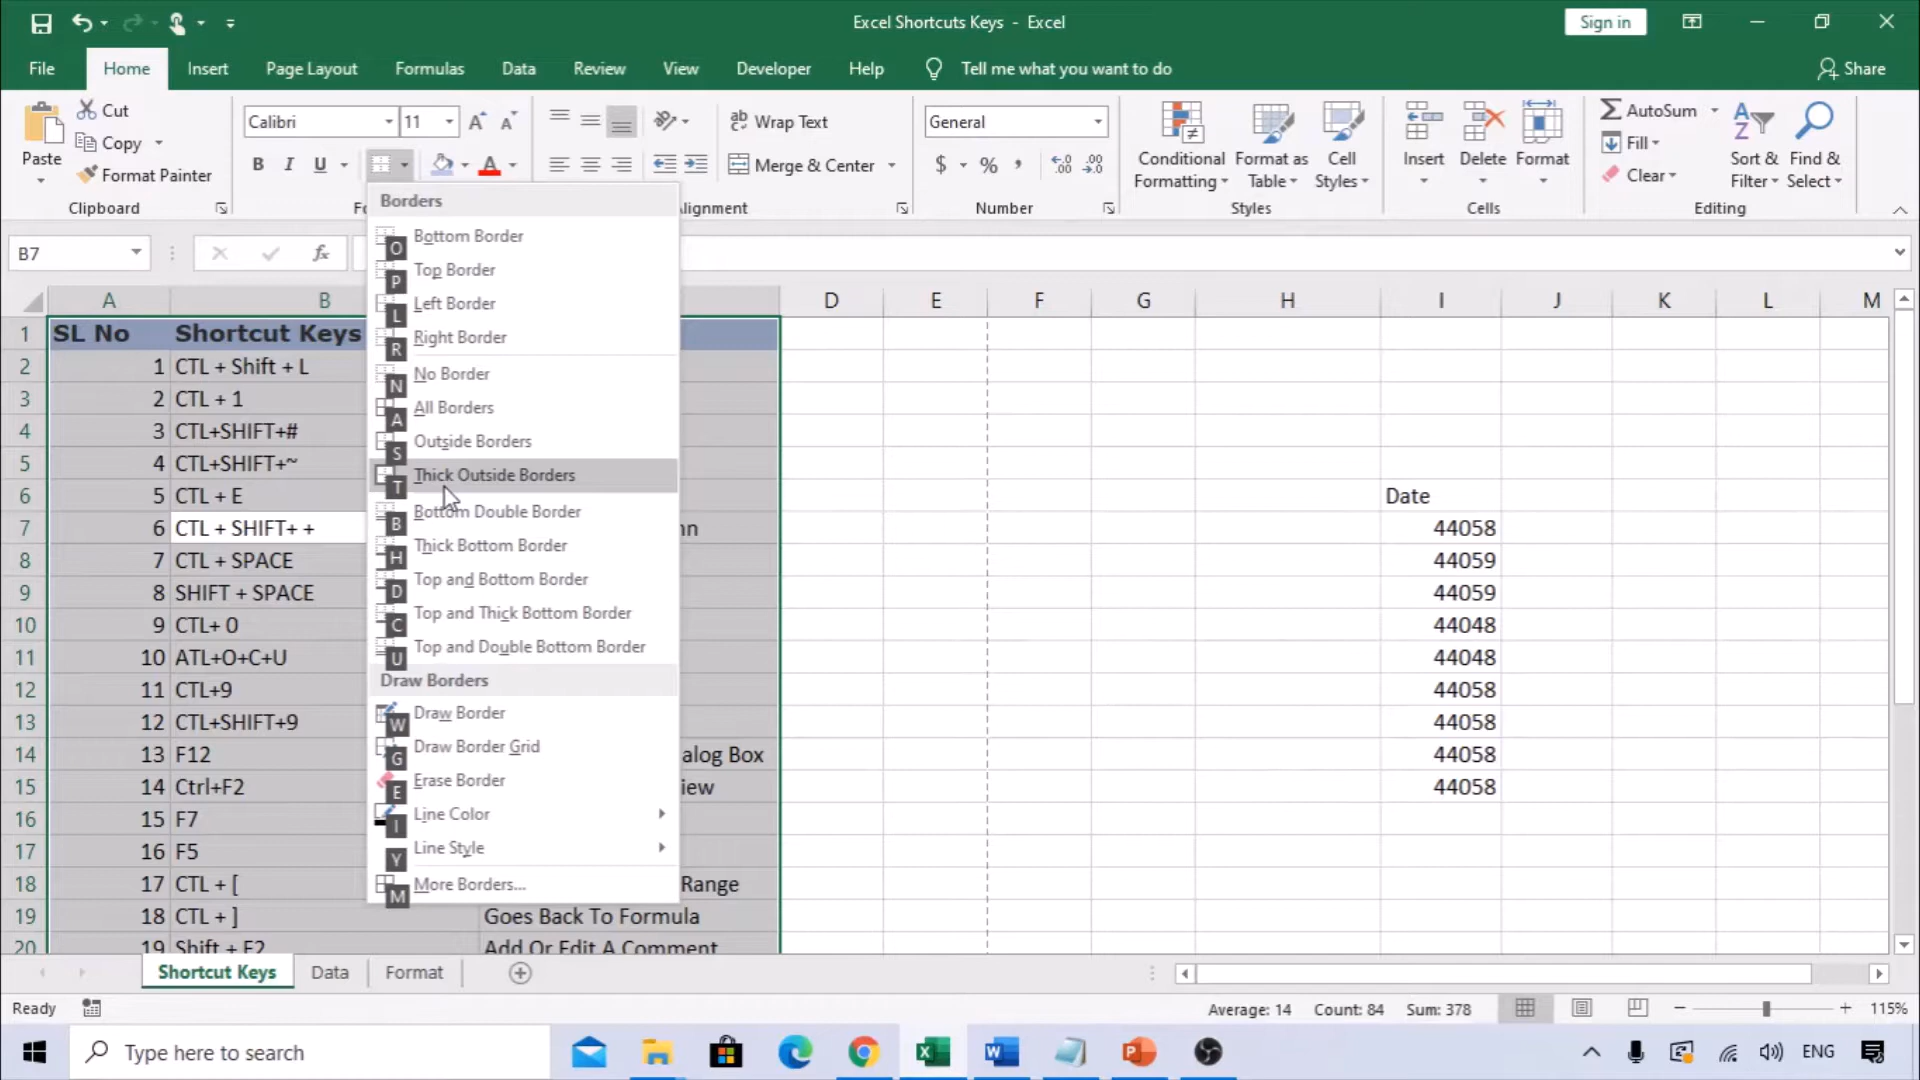 Excel Shortcuts Keys - Excel
Sign in
File Home Insert Page Layout Formulas Data Review View Developer Help Tell me what you want to do Share
Paste
Cut
Copy
Format Painter
Clipboard
Calibri 11
B I U A
Wrap Text
Merge & Center
Alignment
General
$ % ,
Number
Conditional Formatting
Format as Table
Cell Styles
Styles
Insert Delete Format
Cells
AutoSum
Fill
Clear
Sort & Filter
Find & Select
Editing
B7
fx
Borders
O Bottom Border
P Top Border
L Left Border
R Right Border
N No Border
A All Borders
S Outside Borders
T Thick Outside Borders
B Bottom Double Border
H Thick Bottom Border
D Top and Bottom Border
C Top and Thick Bottom Border
U Top and Double Bottom Border
Draw Borders
W Draw Border
G Draw Border Grid
E Erase Border
I Line Color
Y Line Style
M More Borders...
A B D E F G H I J K L M
1 SL No Shortcut Keys
2 1 CTL + Shift + L
3 2 CTL + 1
4 3 CTL+SHIFT+#
5 4 CTL+SHIFT+~
6 5 CTL + E Date
7 6 CTL + SHIFT+ + nn 44058
8 7 CTL + SPACE 44059
9 8 SHIFT + SPACE 44059
10 9 CTL+ 0 44048
11 10 ATL+O+C+U 44048
12 11 CTL+9 44058
13 12 CTL+SHIFT+9 44058
14 13 F12 alog Box 44058
15 14 Ctrl+F2 iew 44058
16 15 F7
17 16 F5
18 17 CTL + [ Range
19 18 CTL + ] Goes Back To Formula
20 19 Shift + F2 Add Or Edit A Comment
Shortcut Keys Data Format
Ready Average: 14 Count: 84 Sum: 378 115%
Type here to search
ENG